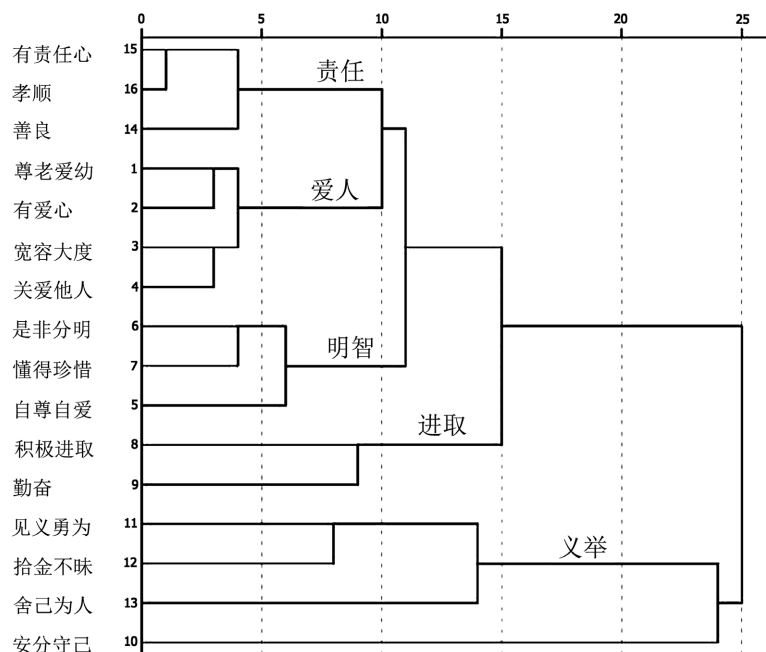 0 5 10 15 20 25
有责任心 15
责任
孝顺 16
善良 14
尊老爱幼 1
爱人
有爱心 2
宽容大度 3
关爱他人 4
是非分明 6
明智
懂得珍惜 7
自尊自爱 5
进取
积极进取 8
勤奋 9
见义勇为 11
义举
拾金不昧 12
舍己为人 13
安分守己 10